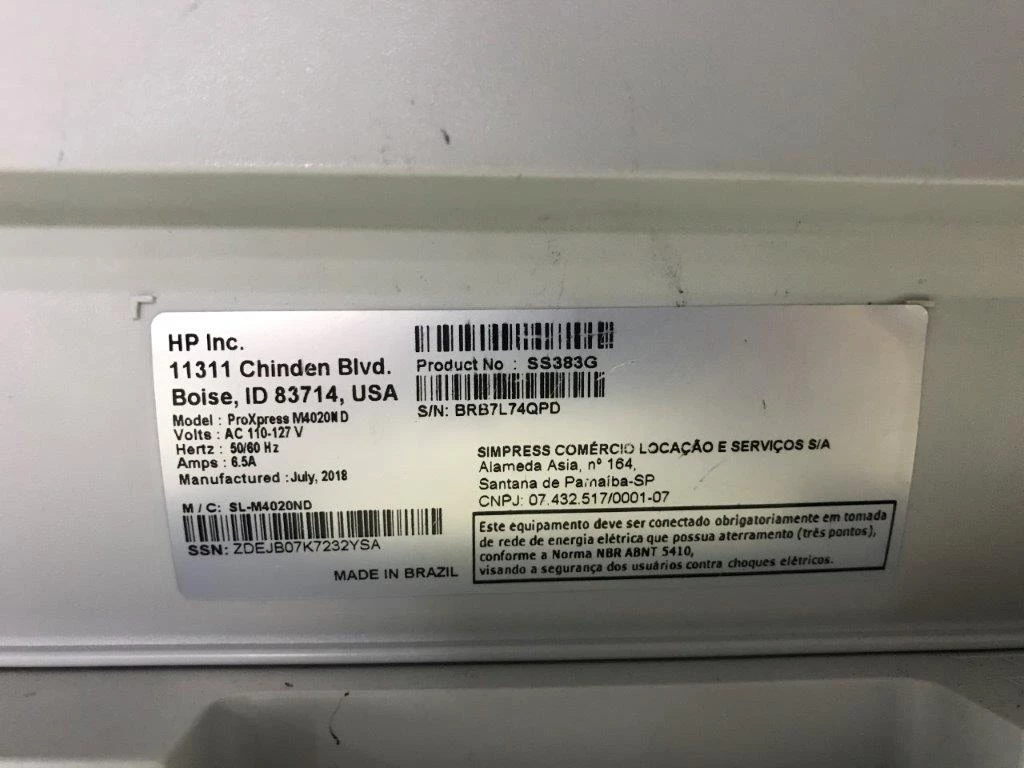 HP Inc.
11311 Chinden Blvd.
Boise, ID 83714, USA
Model : ProXpress M4020ND
Volts : AC 110-127 V
Hertz : 50/60 Hz
Amps : 6.5A
Manufactured :July, 2018
M / C: SL-M4020ND
SSN: ZDEJB07K7232YSA
MADE IN BRAZIL
Product No : SS383G
S/N: BRB7L74QPD
SIMPRESS COMÉRCIO LOCAÇÃO E SERVIÇOS S/A
Alameda Asia, nº 164,
Santana de Parnaíba-SP
CNPJ: 07.432.517/0001-07
Este equipamento deve ser conectado obrigatoriamente em tomada
de rede de energia elétrica que possua aterramento (três pontos),
conforme a Norma NBR ABNT 5410,
visando a segurança dos usuários contra choques elétricos.